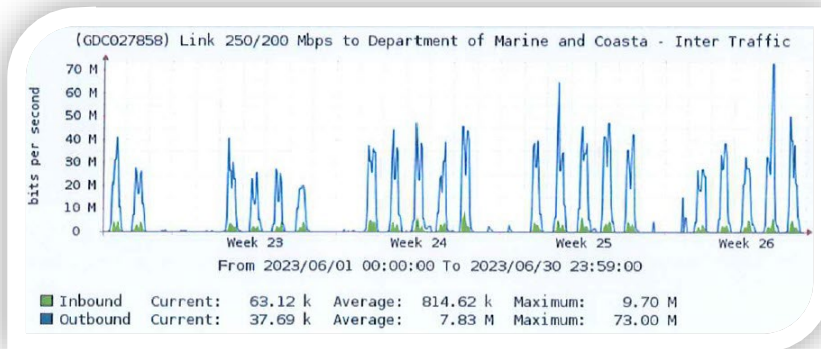 (GDC027858) Link 250/200 Mbps to Department of Marine and Coasta - Inter Traffic
bits per second
70 M
60 M
50 M
40 M
30 M
20 M
10 M
0
Week 23 Week 24 Week 25 Week 26
From 2023/06/01 00:00:00 To 2023/06/30 23:59:00
Inbound Current: 63.12 k Average: 814.62 k Maximum: 9.70 M
Outbound Current: 37.69 k Average: 7.83 M Maximum: 73.00 M